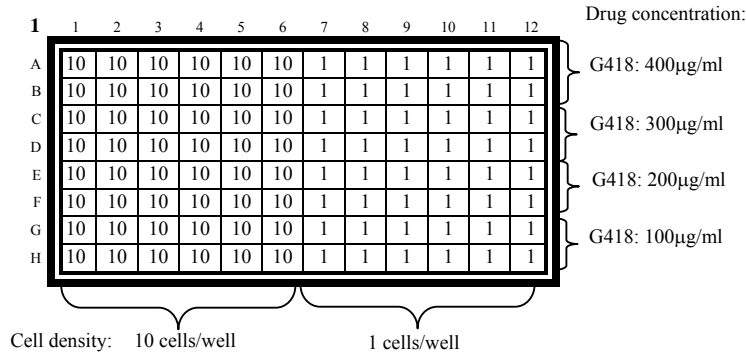 Drug concentration:
1 1 2 3 4 5 6 7 8 9 10 11 12
A 10 10 10 10 10 10 1 1 1 1 1 1
G418: 400µg/ml
B 10 10 10 10 10 10 1 1 1 1 1 1
C 10 10 10 10 10 10 1 1 1 1 1 1
G418: 300µg/ml
D 10 10 10 10 10 10 1 1 1 1 1 1
E 10 10 10 10 10 10 1 1 1 1 1 1
G418: 200µg/ml
F 10 10 10 10 10 10 1 1 1 1 1 1
G 10 10 10 10 10 10 1 1 1 1 1 1
G418: 100µg/ml
H 10 10 10 10 10 10 1 1 1 1 1 1
Cell density: 10 cells/well 1 cells/well